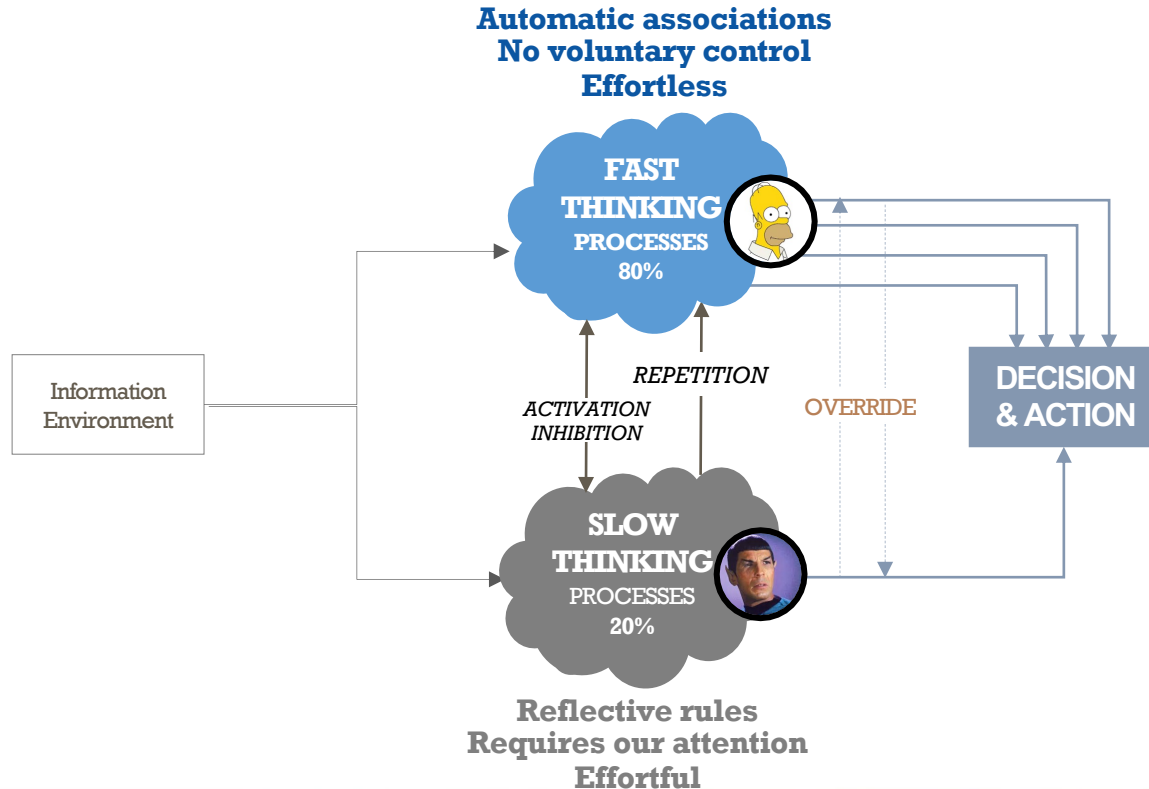 Automatic associations
No voluntary control
Effortless
FAST
THINKING
PROCESSES
80%
Information
Environment
REPETITION
ACTIVATION
INHIBITION
OVERRIDE
DECISION
& ACTION
SLOW
THINKING
PROCESSES
20%
Reflective rules
Requires our attention
Effortful